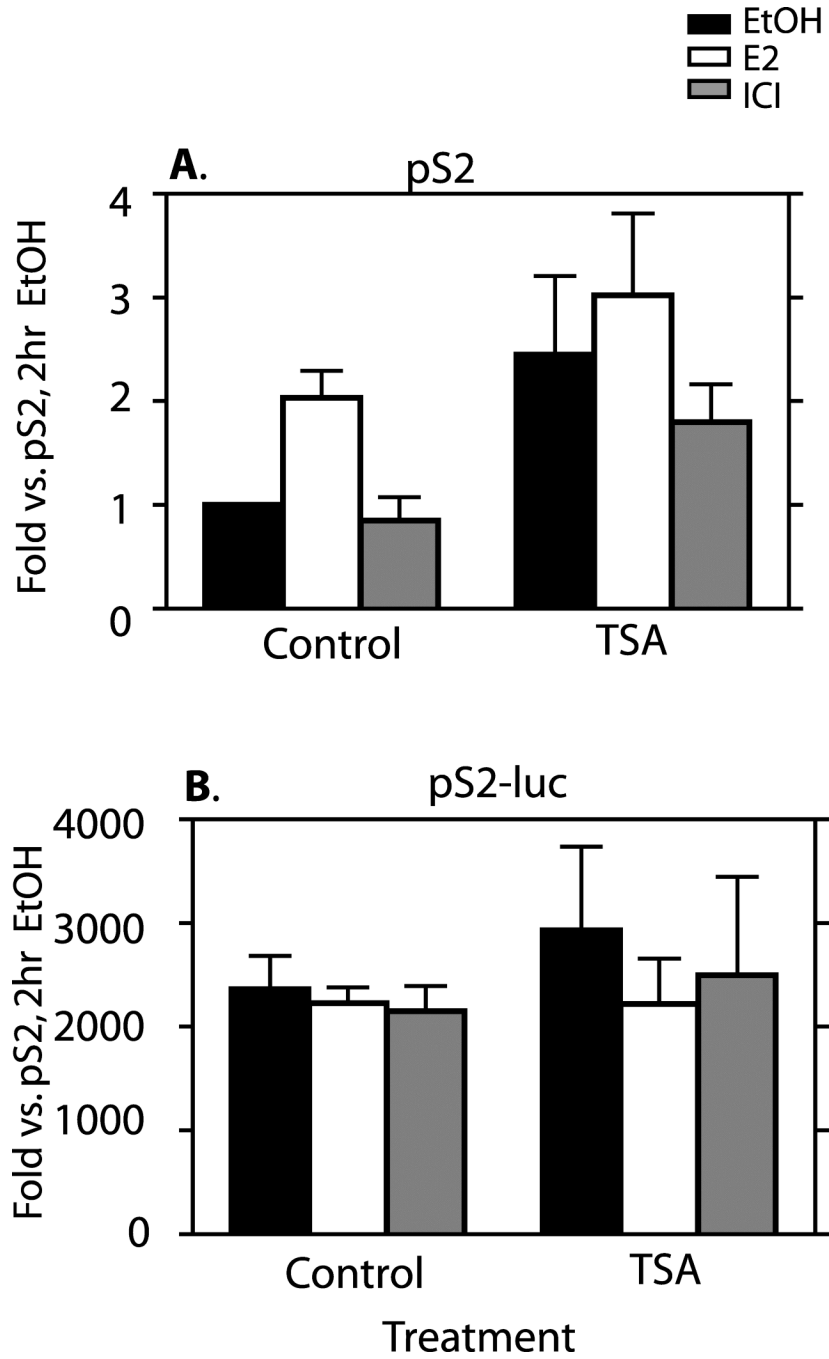 EtOH
E2
ICI
A. pS2
Fold vs. pS2, 2hr EtOH
4
3
2
1
0
Control TSA
B. pS2-luc
Fold vs. pS2, 2hr EtOH
4000
3000
2000
1000
0
Control TSA
Treatment